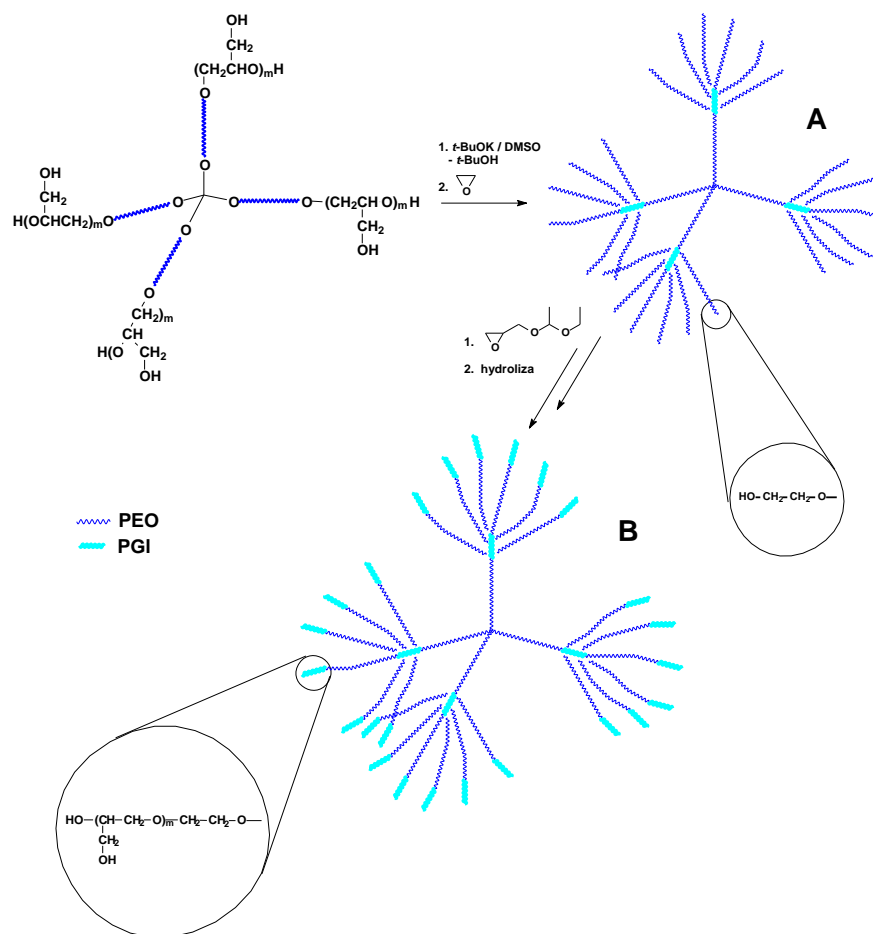 OH
CH2
(CH2CHO)mH
O
O
OH
CH2
H(OCHCH2)mO
O
O
O
O
(CH2CH O)mH
CH2
OH
O
CH2)m
CH
H(O
CH2
OH
1. t-BuOK / DMSO
- t-BuOH
2.
O
A
1.
O
O
O
2. hydroliza
HO-CH2-CH2-O-
PEO
PGl
B
HO-(CH-CH2-O)m-CH2-CH2-O-
CH2
OH